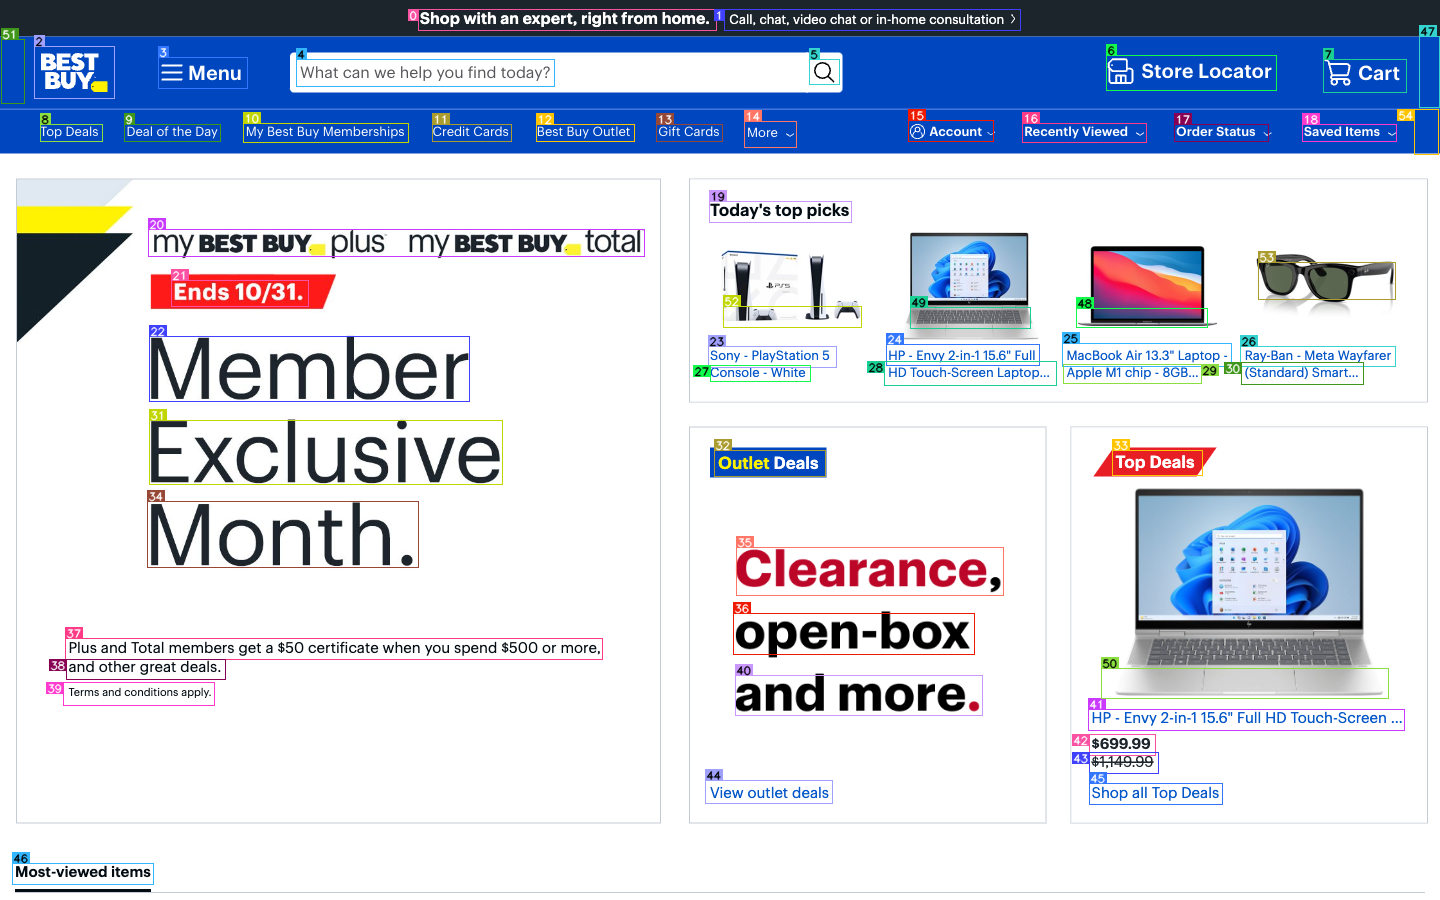 Shop with an expert, right from home. Call, chat, video chat or in-home consultation
BEST BUY
Menu
What can we help you find today?
Store Locator
Cart
Top Deals
Deal of the Day
My Best Buy Memberships
Credit Cards
Best Buy Outlet
Gift Cards
More
Account
Recently Viewed
Order Status
Saved Items
my BEST BUY plus my BEST BUY total
Ends 10/31.
Member
Exclusive
Month.
Plus and Total members get a $50 certificate when you spend $500 or more,
and other great deals.
Terms and conditions apply.
Today's top picks
Sony - PlayStation 5
Console - White
HP - Envy 2-in-1 15.6" Full
HD Touch-Screen Laptop...
MacBook Air 13.3" Laptop -
Apple M1 chip - 8GB...
Ray-Ban - Meta Wayfarer
(Standard) Smart...
Outlet Deals
Clearance,
open-box
and more.
View outlet deals
Top Deals
HP - Envy 2-in-1 15.6" Full HD Touch-Screen ...
$699.99
$1,149.99
Shop all Top Deals
Most-viewed items
0
1
2
3
4
5
6
7
8
9
10
11
12
13
14
15
16
17
18
19
20
21
22
23
24
25
26
27
28
29
30
31
32
33
34
35
36
37
38
39
40
41
42
43
44
45
46
47
48
49
50
51
52
53
54
PS5